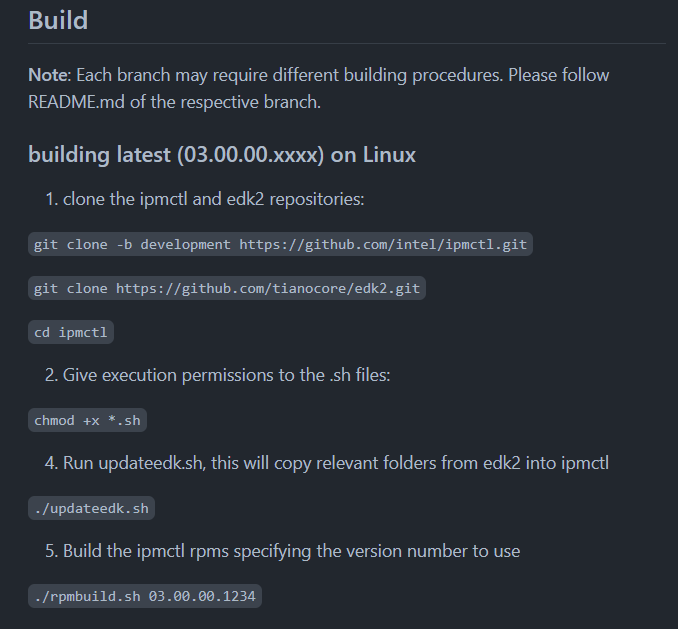 Build
Note: Each branch may require different building procedures. Please follow
README.md of the respective branch.
building latest (03.00.00.xxxx) on Linux
1. clone the ipmctl and edk2 repositories:
git clone -b development https://github.com/intel/ipmctl.git
git clone https://github.com/tianocore/edk2.git
cd ipmctl
2. Give execution permissions to the .sh files:
chmod +x *.sh
4. Run updateedk.sh, this will copy relevant folders from edk2 into ipmctl
./updateedk.sh
5. Build the ipmctl rpms specifying the version number to use
./rpmbuild.sh 03.00.00.1234